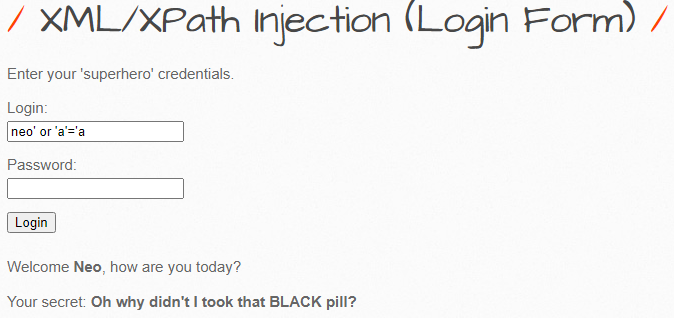 / XML/XPath Injection (Login Form) /
Enter your 'superhero' credentials.
Login:
neo' or 'a'='a
Password:
Login
Welcome Neo, how are you today?
Your secret: Oh why didn't I took that BLACK pill?